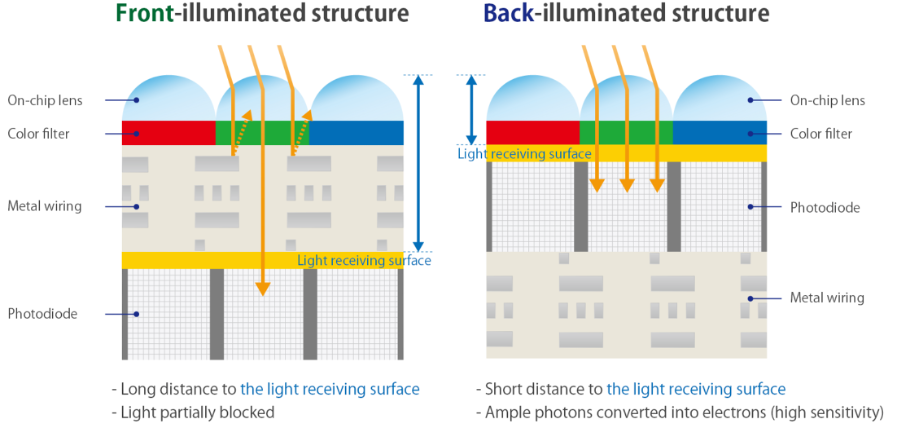 Front-illuminated structure
On-chip lens
Color filter
Metal wiring
Light receiving surface
Photodiode
- Long distance to the light receiving surface
- Light partially blocked
Back-illuminated structure
On-chip lens
Color filter
Light receiving surface
Photodiode
Metal wiring
- Short distance to the light receiving surface
- Ample photons converted into electrons (high sensitivity)